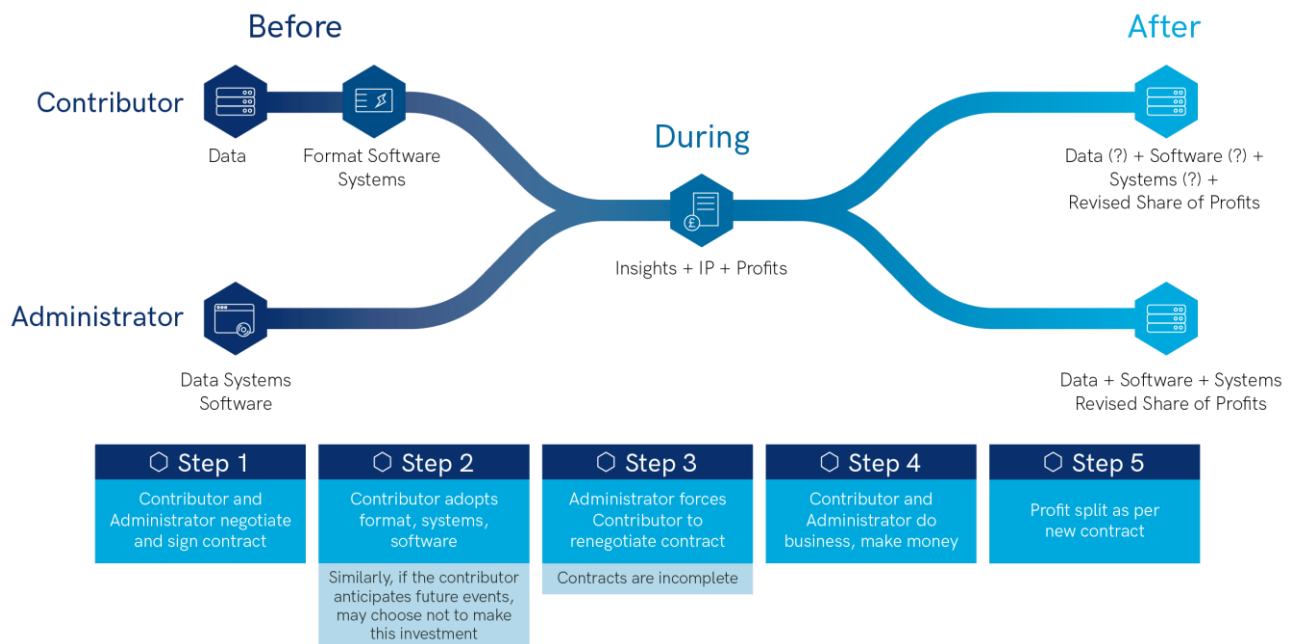 Before
After
Contributor
Data
Format Software
Systems
During
£
Insights + IP + Profits
Data (?) + Software (?) +
Systems (?) +
Revised Share of Profits
Administrator
Data Systems
Software
Data + Software + Systems
Revised Share of Profits
Step 1
Contributor and
Administrator negotiate
and sign contract
Step 2
Contributor adopts
format, systems,
software
Similarly, if the contributor
anticipates future events,
may choose not to make
this investment
Step 3
Administrator forces
Contributor to
renegotiate contract
Contracts are incomplete
Step 4
Contributor and
Administrator do
business, make money
Step 5
Profit split as per
new contract